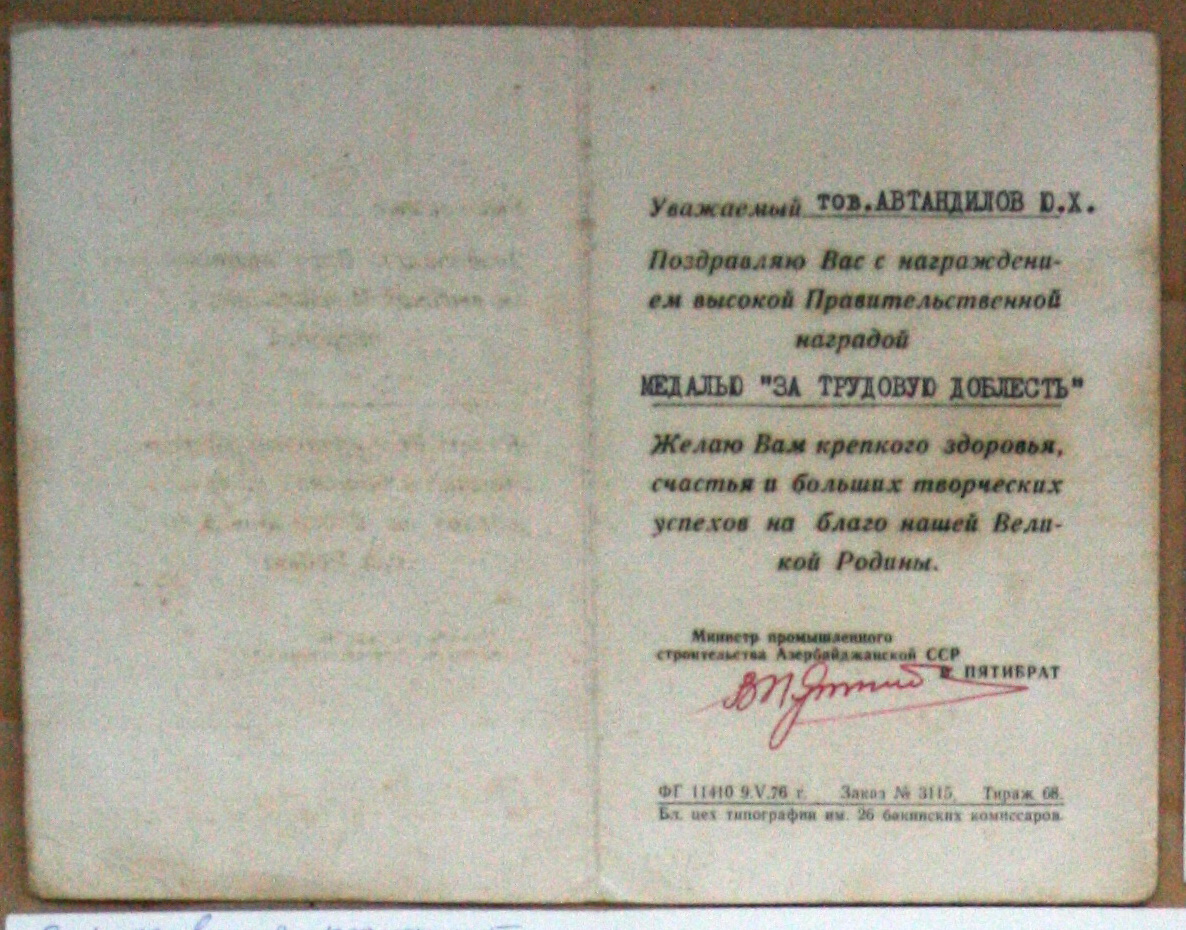 Уважаемый тов.АВТАНДИЛОВ Ю.Х.
Поздравляю Вас с награждени-
ем высокой Правительственной
наградой
МЕДАЛЬЮ "ЗА ТРУДОВУЮ ДОБЛЕСТЬ"
Желаю Вам крепкого здоровья,
счастья и больших творческих
успехов на благо нашей Вели-
кой Родины.
Министр промышленного
строительства Азербайджанской ССР
ПЯТИБРАТ
ФГ 11410 9.V.76 г. Заказ № 3115, Тираж 68.
Бл. цех типографии им. 26 бакинских комиссаров.